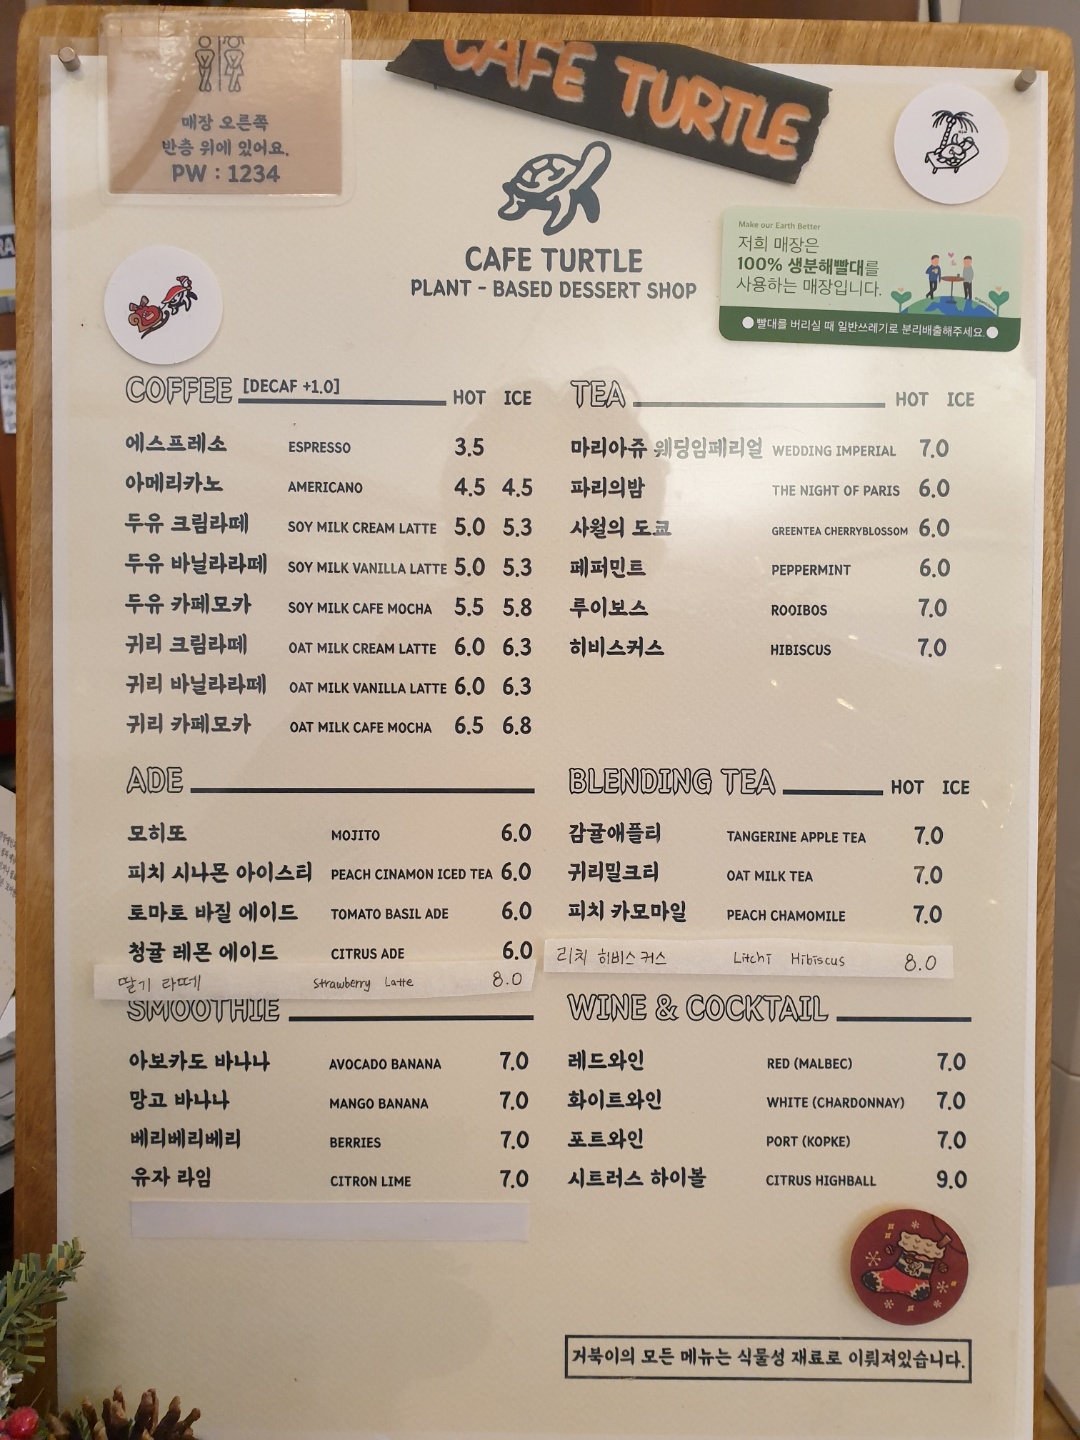 매장 오른쪽
반층 위에 있어요.
PW : 1234
CAFE TURTLE
CAFE TURTLE
PLANT - BASED DESSERT SHOP
Make our Earth Better
저희 매장은
100% 생분해빨대를
사용하는 매장입니다.
빨대를 버리실 때 일반쓰레기로 분리배출해주세요.
COFFEE [DECAF +1.0] HOT ICE
에스프레소 ESPRESSO 3.5
아메리카노 AMERICANO 4.5 4.5
두유 크림라떼 SOY MILK CREAM LATTE 5.0 5.3
두유 바닐라라떼 SOY MILK VANILLA LATTE 5.0 5.3
두유 카페모카 SOY MILK CAFE MOCHA 5.5 5.8
귀리 크림라떼 OAT MILK CREAM LATTE 6.0 6.3
귀리 바닐라라떼 OAT MILK VANILLA LATTE 6.0 6.3
귀리 카페모카 OAT MILK CAFE MOCHA 6.5 6.8
TEA HOT ICE
마리아쥬 웨딩임페리얼 WEDDING IMPERIAL 7.0
파리의밤 THE NIGHT OF PARIS 6.0
사월의 도쿄 GREENTEA CHERRYBLOSSOM 6.0
페퍼민트 PEPPERMINT 6.0
루이보스 ROOIBOS 7.0
히비스커스 HIBISCUS 7.0
ADE
모히또 MOJITO 6.0
피치 시나몬 아이스티 PEACH CINAMON ICED TEA 6.0
토마토 바질 에이드 TOMATO BASIL ADE 6.0
청귤 레몬 에이드 CITRUS ADE 6.0
딸기 라떼 Strawberry Latte 8.0
BLENDING TEA HOT ICE
감귤애플티 TANGERINE APPLE TEA 7.0
귀리밀크티 OAT MILK TEA 7.0
피치 카모마일 PEACH CHAMOMILE 7.0
리치 히비스커스 Litchi Hibiscus 8.0
SMOOTHIE
아보카도 바나나 AVOCADO BANANA 7.0
망고 바나나 MANGO BANANA 7.0
베리베리베리 BERRIES 7.0
유자 라임 CITRON LIME 7.0
WINE & COCKTAIL
레드와인 RED (MALBEC) 7.0
화이트와인 WHITE (CHARDONNAY) 7.0
포트와인 PORT (KOPKE) 7.0
시트러스 하이볼 CITRUS HIGHBALL 9.0
거북이의 모든 메뉴는 식물성 재료로 이뤄져있습니다.